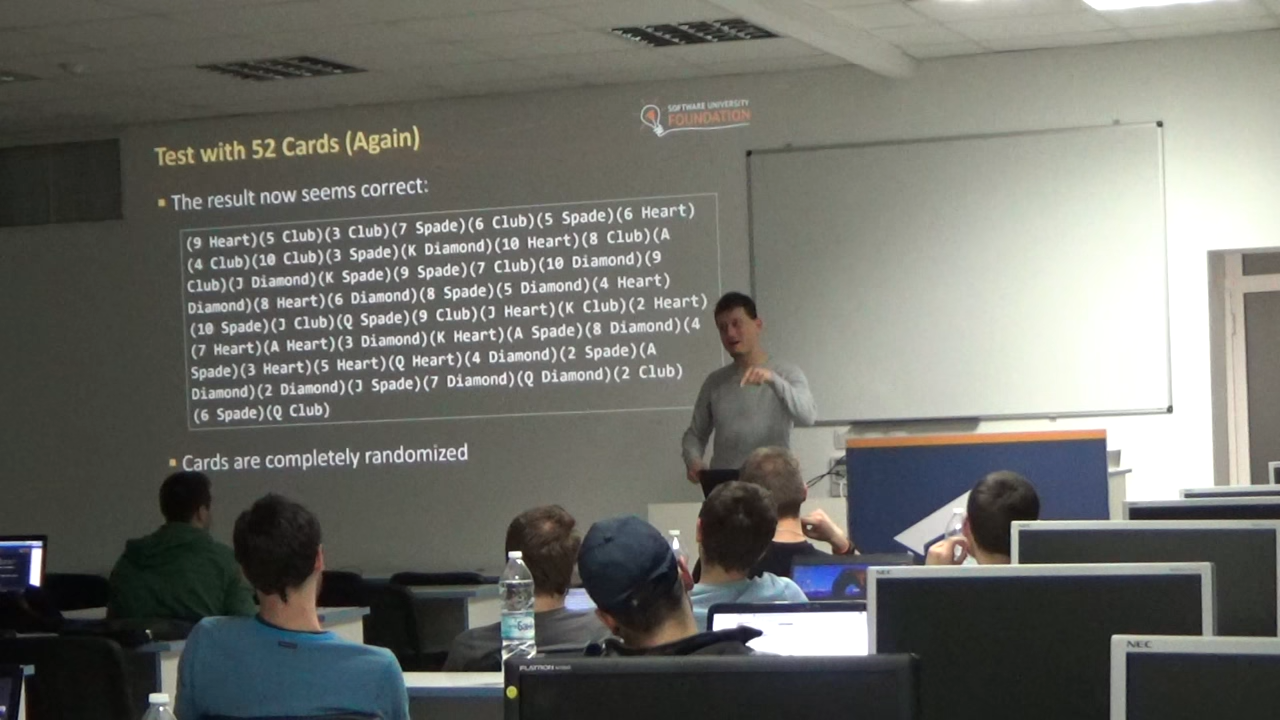 SOFTWARE UNIVERSITY
FOUNDATION
Test with 52 Cards (Again)
The result now seems correct:
(9 Heart)(5 Club)(3 Club)(7 Spade)(6 Club)(5 Spade)(6 Heart)
(4 Club)(10 Club)(3 Spade)(K Diamond)(10 Heart)(8 Club)(A
Club)(J Diamond)(K Spade)(9 Spade)(7 Club)(10 Diamond)(9
Diamond)(8 Heart)(6 Diamond)(8 Spade)(5 Diamond)(4 Heart)
(10 Spade)(J Club)(Q Spade)(9 Club)(J Heart)(K Club)(2 Heart)
(7 Heart)(A Heart)(3 Diamond)(K Heart)(A Spade)(8 Diamond)(4
Spade)(3 Heart)(5 Heart)(Q Heart)(4 Diamond)(2 Spade)(A
Diamond)(2 Diamond)(J Spade)(7 Diamond)(Q Diamond)(2 Club)
(6 Spade)(Q Club)
Cards are completely randomized
NEC
FLATRON
NEC